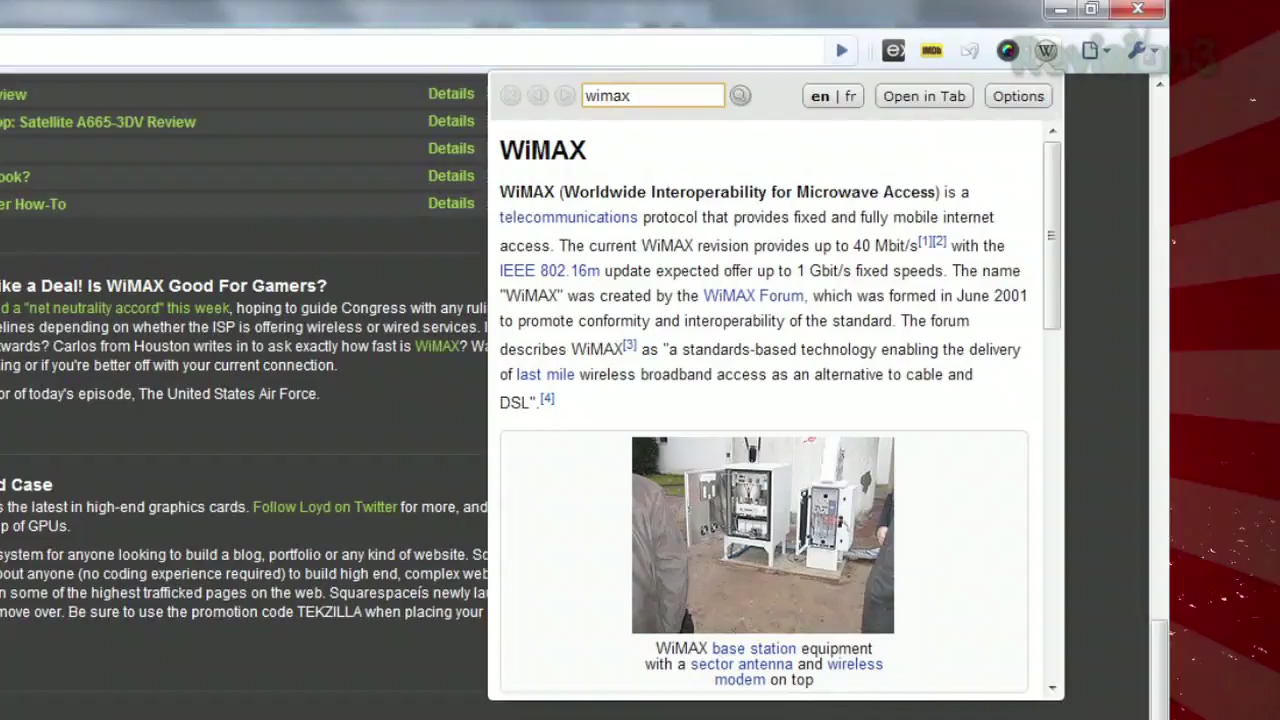 Revision3
ex
IMDb
W
view
Details
op: Satellite A665-3DV Review
Details
Details
ook?
Details
er How-To
Details
ike a Deal! Is WiMAX Good For Gamers?
d a "net neutrality accord" this week, hoping to guide Congress with any ruli
elines depending on whether the ISP is offering wireless or wired services. I
twards? Carlos from Houston writes in to ask exactly how fast is WiMAX? Wa
ing or if you're better off with your current connection.
or of today's episode, The United States Air Force.
d Case
s the latest in high-end graphics cards. Follow Loyd on Twitter for more, and
p of GPUs.
system for anyone looking to build a blog, portfolio or any kind of website. Sc
bout anyone (no coding experience required) to build high end, complex web
n some of the highest trafficked pages on the web. Squarespaceís newly lau
move over. Be sure to use the promotion code TEKZILLA when placing your
wimax
en | fr
Open in Tab
Options
WiMAX
WiMAX (Worldwide Interoperability for Microwave Access) is a
telecommunications protocol that provides fixed and fully mobile internet
access. The current WiMAX revision provides up to 40 Mbit/s[1][2] with the
IEEE 802.16m update expected offer up to 1 Gbit/s fixed speeds. The name
"WiMAX" was created by the WiMAX Forum, which was formed in June 2001
to promote conformity and interoperability of the standard. The forum
describes WiMAX[3] as "a standards-based technology enabling the delivery
of last mile wireless broadband access as an alternative to cable and
DSL".[4]
WiMAX base station equipment
with a sector antenna and wireless
modem on top